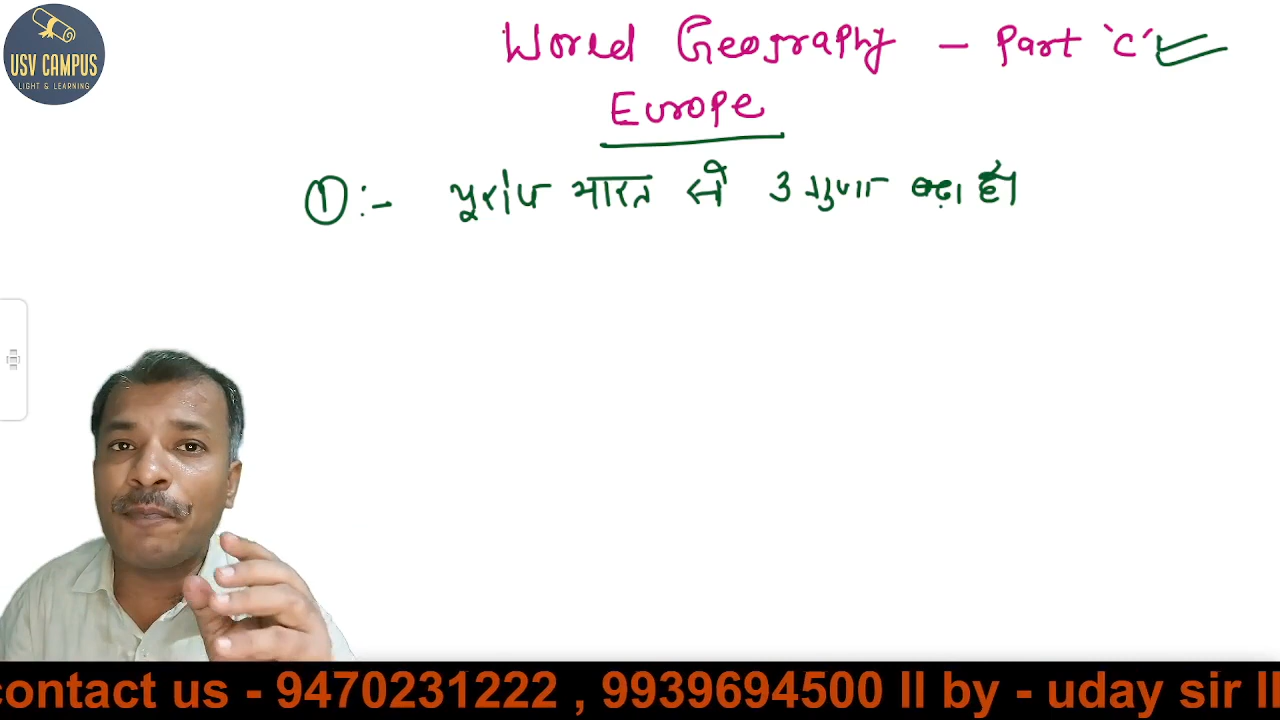 USV CAMPUS
LIGHT & LEARNING
World Geography - Part 'C'
Europe
① :- यूरोप भारत से 3 गुणा बड़ा है।
contact us - 9470231222 , 9939694500 ll by - uday sir ll